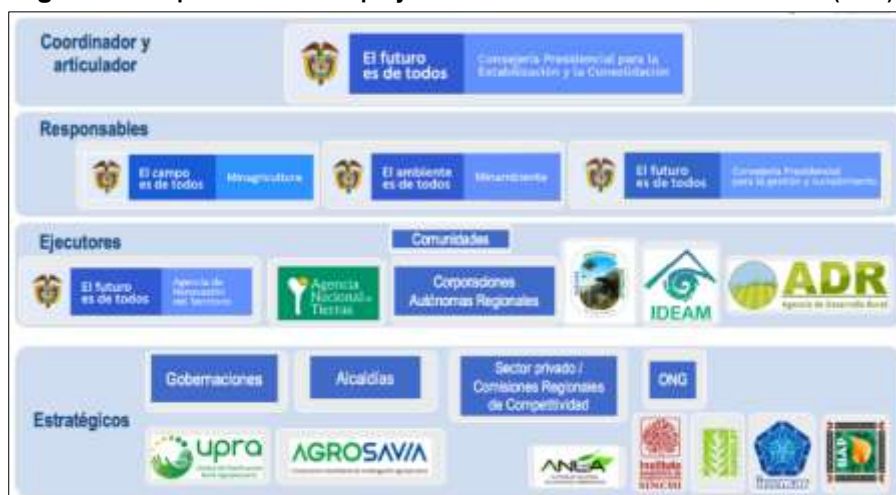 Coordinador y
articulador
El futuro
es de todos
Consejería Presidencial para la
Estabilización y la Consolidación
Responsables
El campo
es de todos
Minagricultura
El ambiente
es de todos
Minambiente
El futuro
es de todos
Consejería Presidencial
para la gestión y cumplimiento
Ejecutores
Comunidades
El futuro
es de todos
Agencia de
Renovación
del Territorio
Agencia
Nacional de
Tierras
Corporaciones
Autónomas Regionales
IDEAM
ADR
Agencia de Desarrollo Rural
Estratégicos
Gobernaciones
Alcaldías
Sector privado /
Comisiones Regionales
de Competitividad
ONG
upra
AGROSAVIA
ANLA
Instituto
SINCHI
IIAP